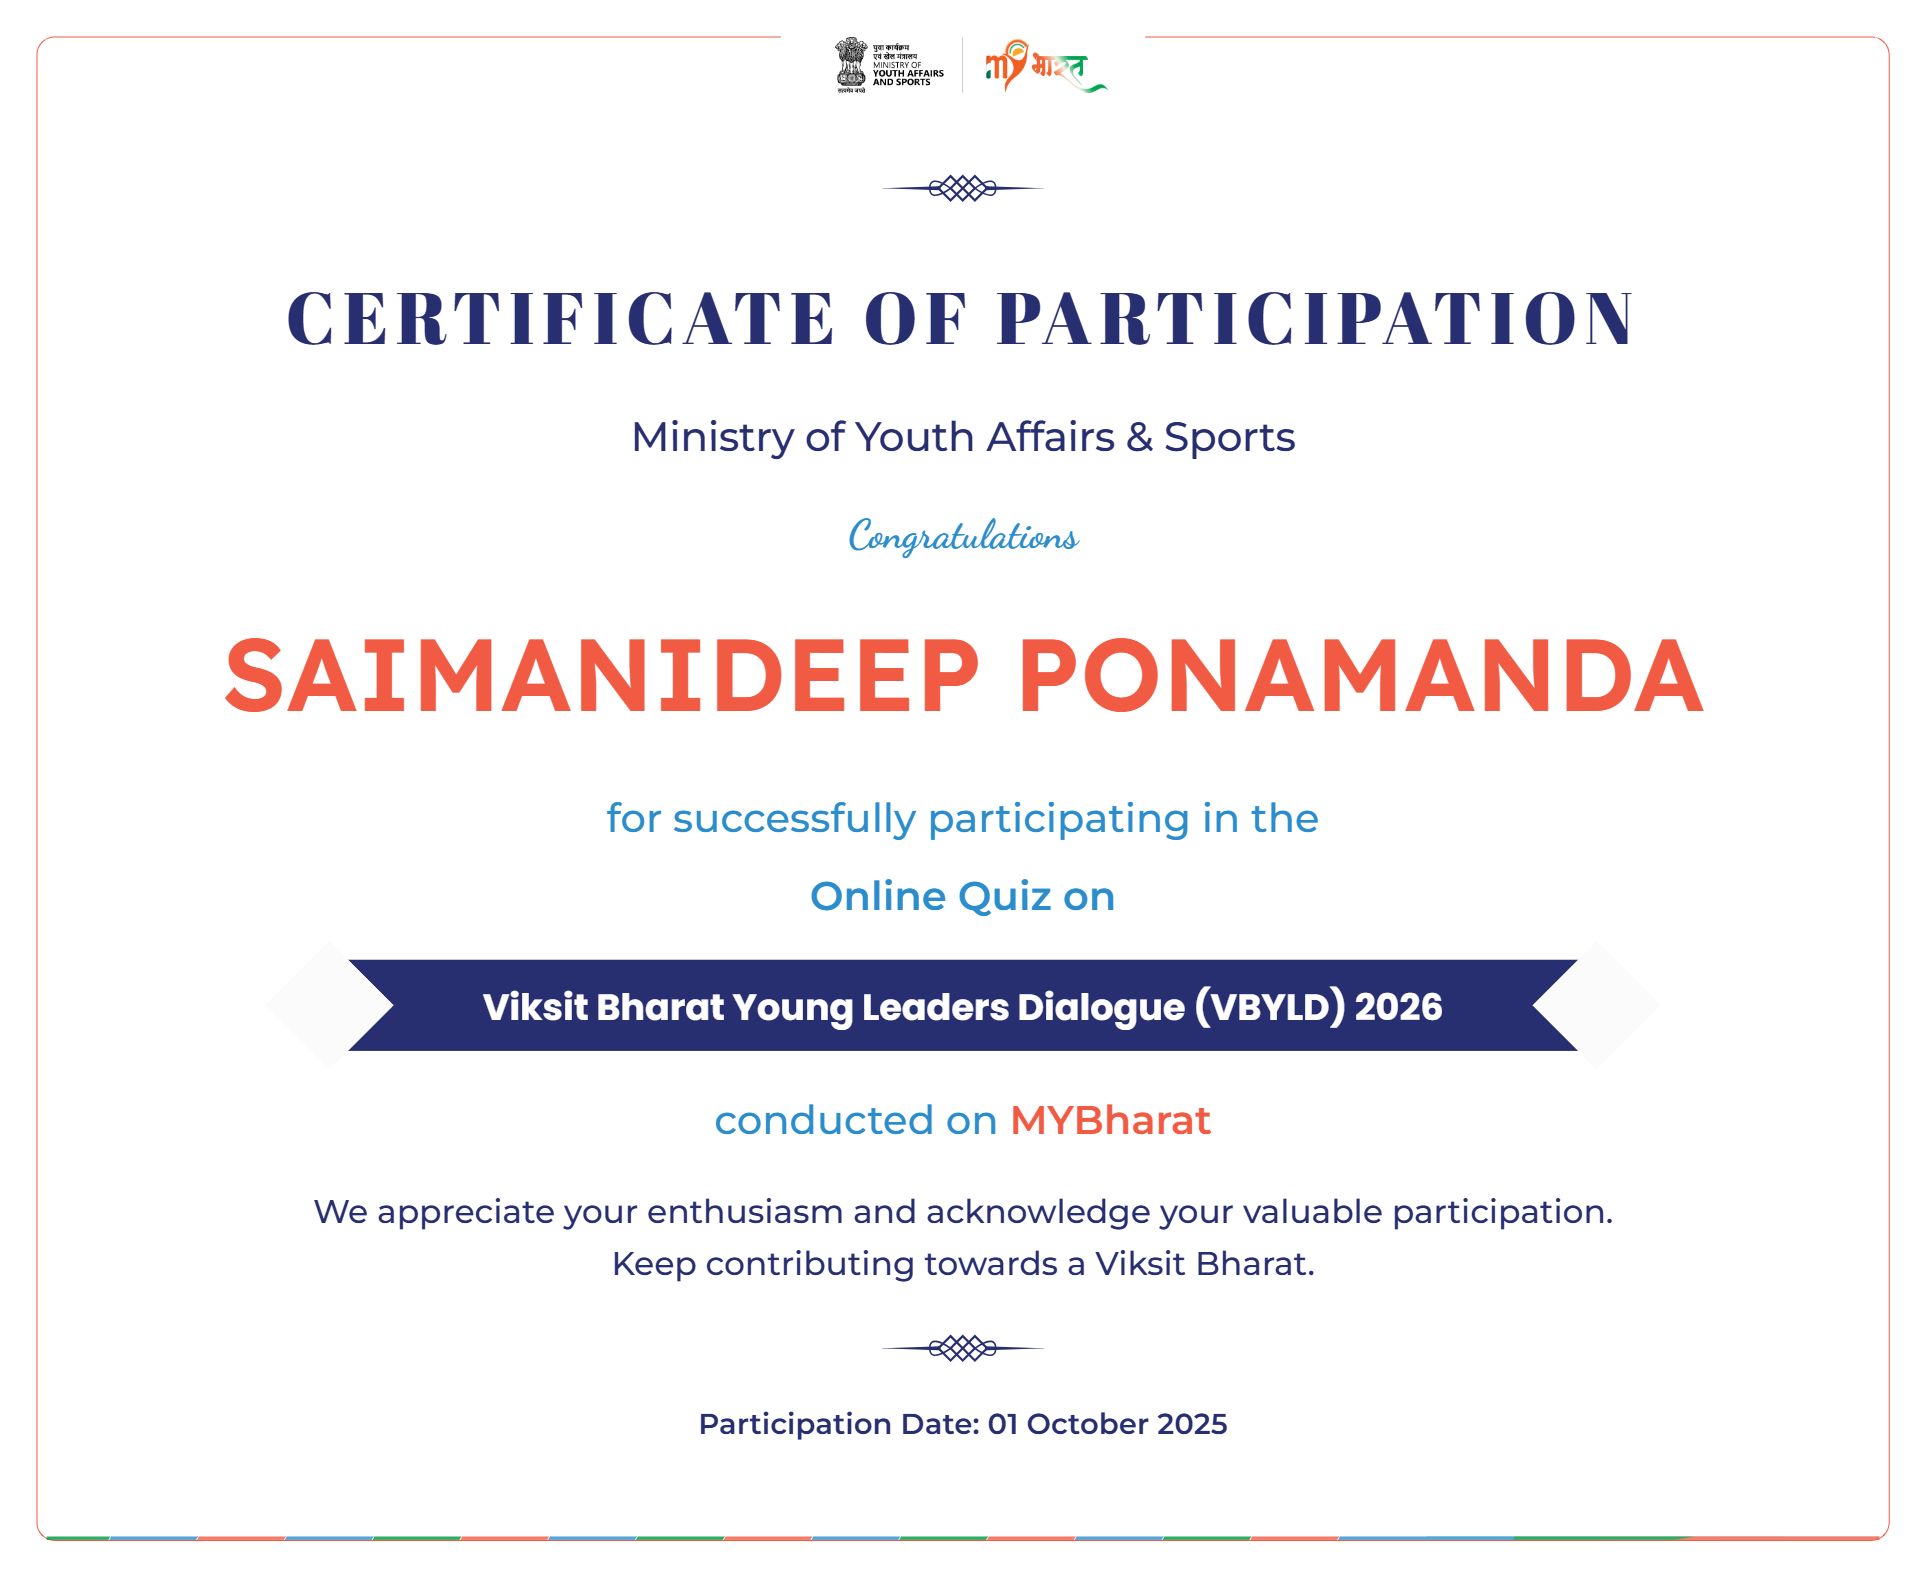 युवा कार्यक्रम
एवं खेल मंत्रालय
MINISTRY OF
YOUTH AFFAIRS
AND SPORTS
सत्यमेव जयते
my भारत
CERTIFICATE OF PARTICIPATION
Ministry of Youth Affairs & Sports
Congratulations
SAIMANIDEEP PONAMANDA
for successfully participating in the
Online Quiz on
Viksit Bharat Young Leaders Dialogue (VBYLD) 2026
conducted on MYBharat
We appreciate your enthusiasm and acknowledge your valuable participation.
Keep contributing towards a Viksit Bharat.
Participation Date: 01 October 2025